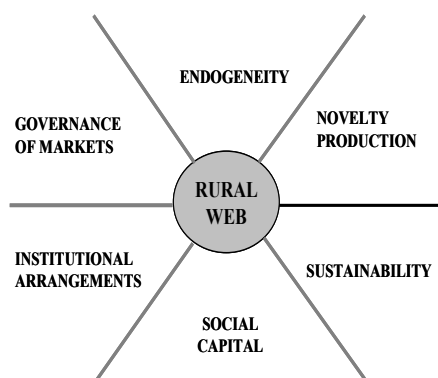 ENDOGENEITY
NOVELTY
PRODUCTION
GOVERNANCE
OF MARKETS
RURAL
WEB
INSTITUTIONAL
ARRANGEMENTS
SUSTAINABILITY
SOCIAL
CAPITAL